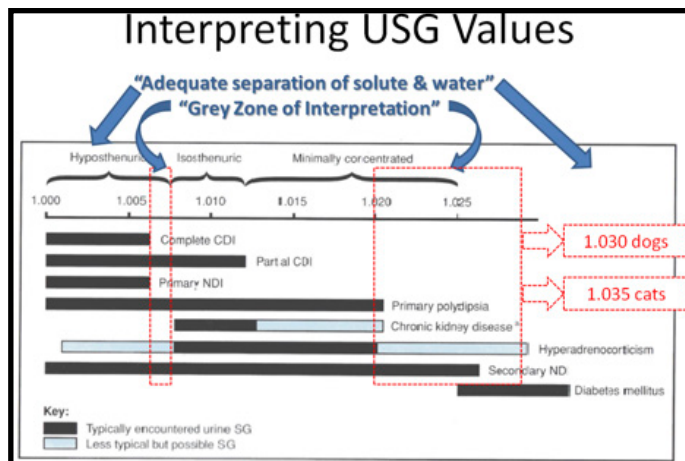 Interpreting USG Values
“Adequate separation of solute & water”
“Grey Zone of Interpretation”
Hyposthenuric Isosthenuric Minimally concentrated
1.000 1.005 1.010 1.015 1.020 1.025
1.030 dogs
1.035 cats
Complete CDI
Partial CDI
Primary NDI
Primary polydipsia
Chronic kidney disease
Hyperadrenocorticism
Secondary ND
Diabetes mellitus
Key:
Typically encountered urine SG
Less typical but possible SG